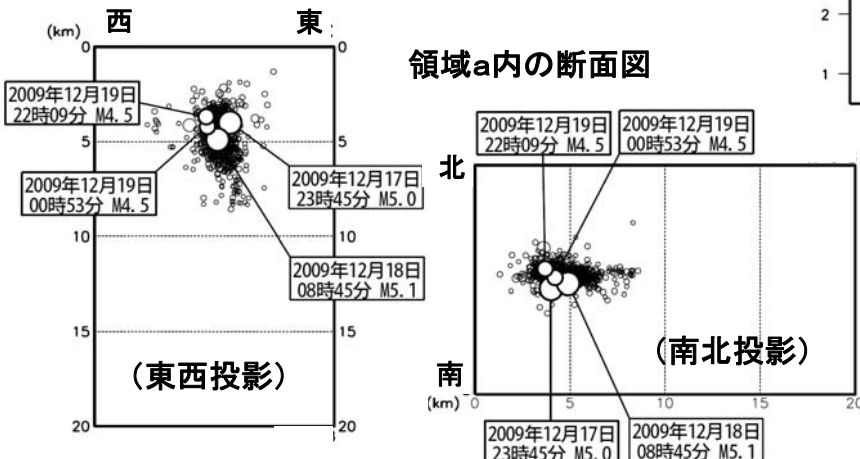 西
東
(km)
0
0
5
5
10
10
15
15
20
20
2009年12月19日
22時09分 M4.5
2009年12月19日
00時53分 M4.5
2009年12月17日
23時45分 M5.0
2009年12月18日
08時45分 M5.1
(東西投影)
領域a内の断面図
2
1
2009年12月19日
22時09分 M4.5
2009年12月19日
00時53分 M4.5
北
南
(km)
0
5
10
15
20
(南北投影)
2009年12月17日
23時45分 M5.0
2009年12月18日
08時45分 M5.1